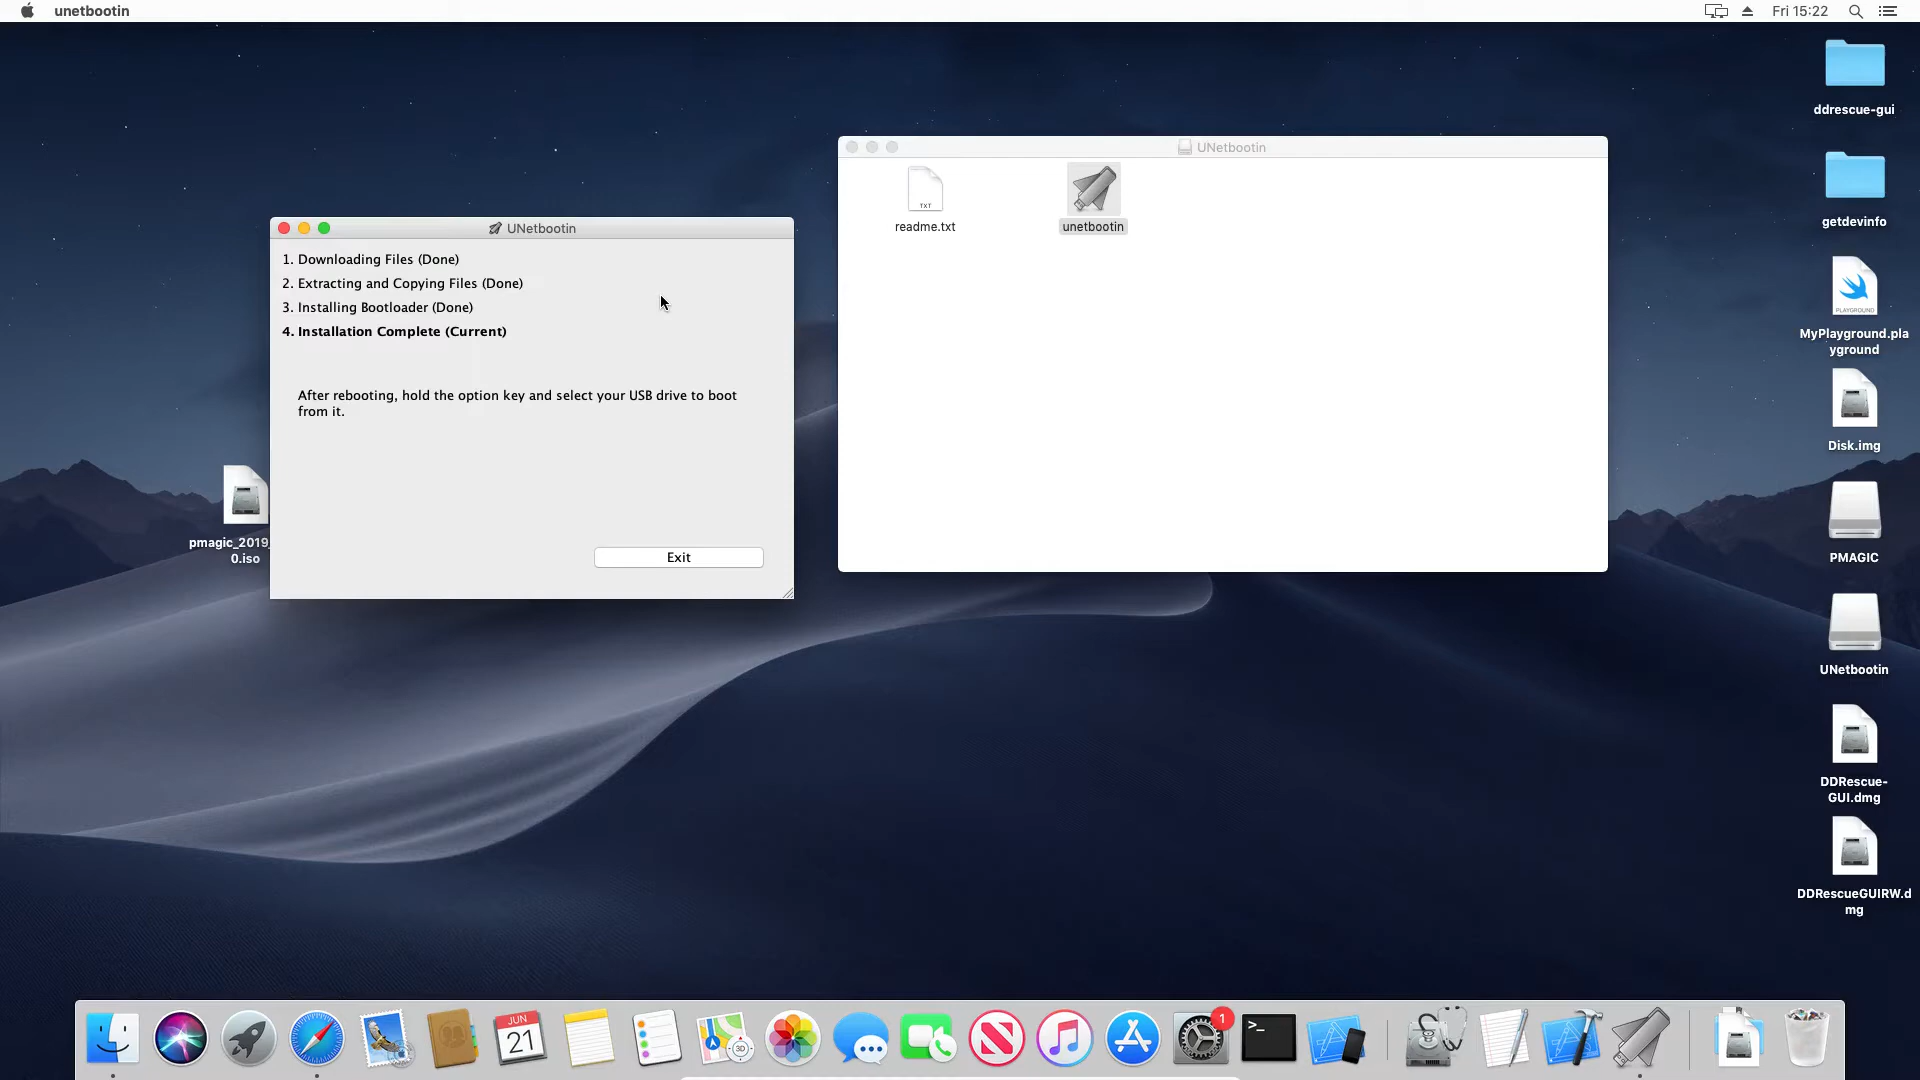 unetbootin
Fri 15:22
ddrescue-gui
getdevinfo
MyPlayground.pla
yground
PLAYGROUND
Disk.img
PMAGIC
UNetbootin
DDRescue-
GUI.dmg
DDRescueGUIRW.d
mg
UNetbootin
TXT
readme.txt
unetbootin
UNetbootin
1. Downloading Files (Done)
2. Extracting and Copying Files (Done)
3. Installing Bootloader (Done)
4. Installation Complete (Current)
After rebooting, hold the option key and select your USB drive to boot
from it.
Exit
pmagic_2019_
0.iso
JUN
21
30
1
>_